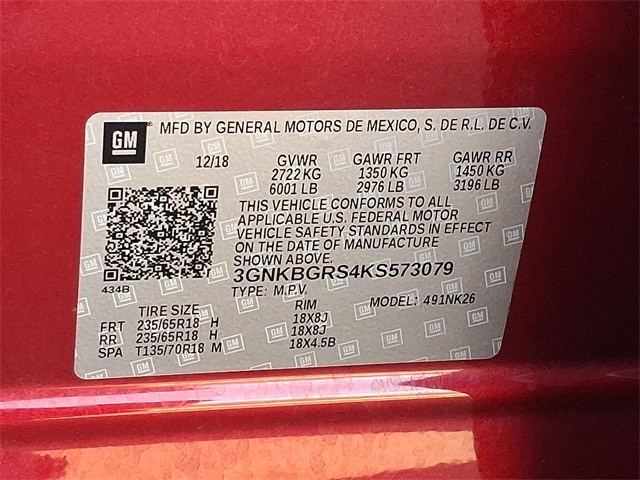 GM MFD BY GENERAL MOTORS DE MEXICO, S. DE R.L. DE C.V.
12/18 GVWR GAWR FRT GAWR RR
2722 KG 1350 KG 1450 KG
6001 LB 2976 LB 3196 LB
THIS VEHICLE CONFORMS TO ALL
APPLICABLE U.S. FEDERAL MOTOR
VEHICLE SAFETY STANDARDS IN EFFECT
ON THE DATE OF MANUFACTURE
SHOWN ABOVE.
434B 3GNKBGRS4KS573079
TYPE: M.P.V. MODEL: 491NK26
TIRE SIZE RIM
FRT 235/65R18 H 18X8J
RR 235/65R18 H 18X8J
SPA T135/70R18 M 18X4.5B